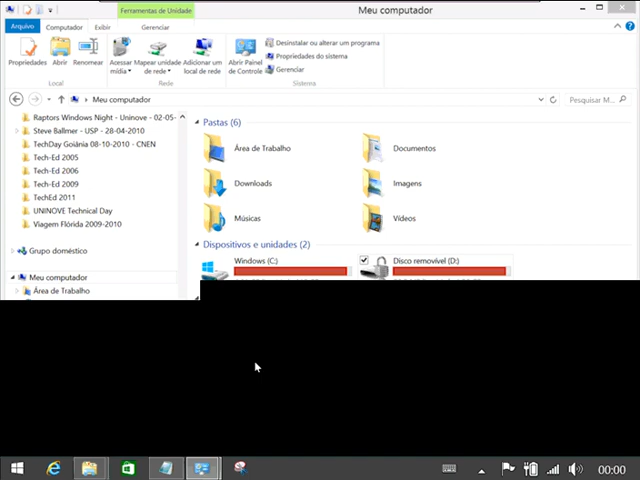 Ferramentas de Unidade
Meu computador
Arquivo
Computador
Exibir
Gerenciar
Propriedades
Abrir
Renomear
Local
Acessar mídia
Mapear unidade de rede
Adicionar um local de rede
Rede
Abrir Painel de Controle
Desinstalar ou alterar um programa
Propriedades do sistema
Gerenciar
Sistema
Meu computador
Pesquisar M...
Raptors Windows Night - Uninove - 02-05-
Steve Ballmer - USP - 28-04-2010
TechDay Goiânia 08-10-2010 - CNEN
Tech-Ed 2005
Tech-Ed 2006
Tech-Ed 2009
TechEd 2011
UNINOVE Technical Day
Viagem Flórida 2009-2010
Grupo doméstico
Meu computador
Área de Trabalho
Pastas (6)
Área de Trabalho
Documentos
Downloads
Imagens
Músicas
Vídeos
Dispositivos e unidades (2)
Windows (C:)
Disco removível (D:)
00:00